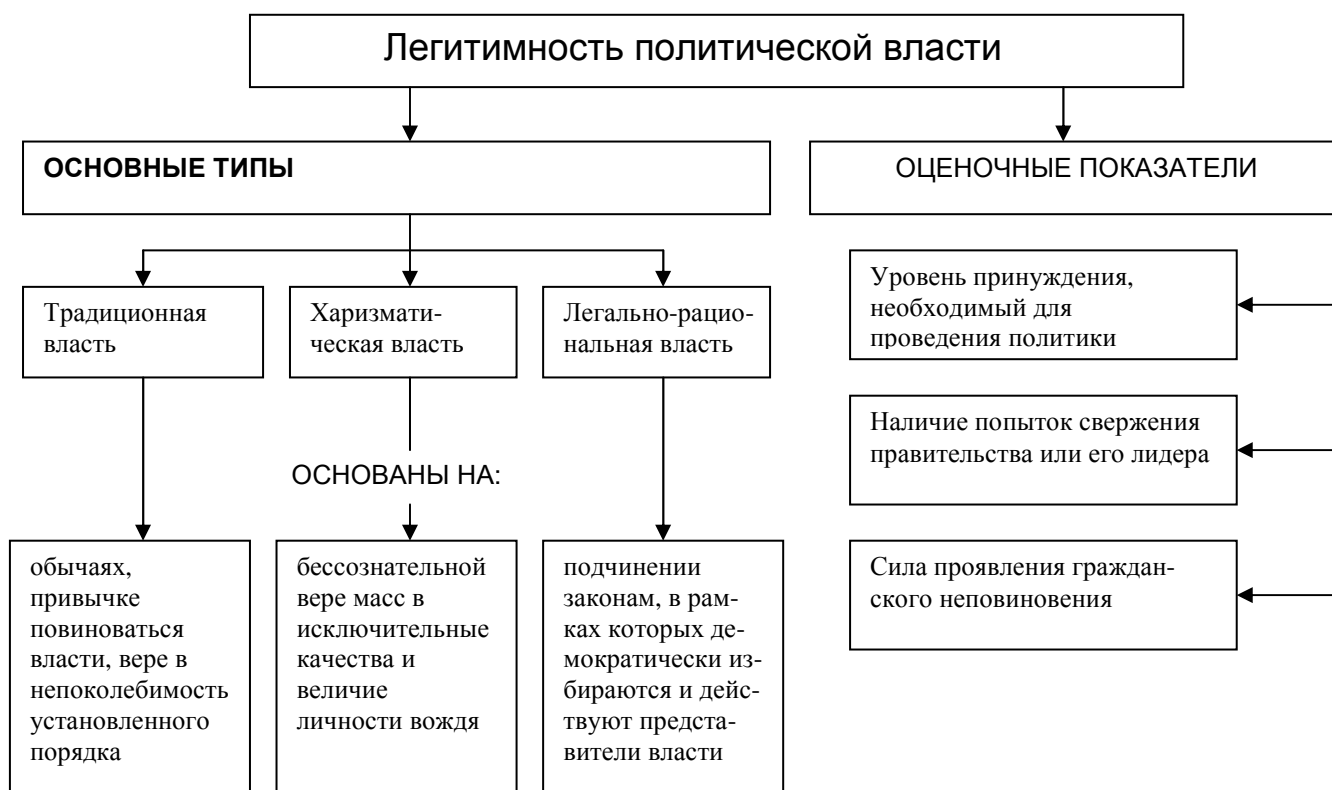 Легитимность политической власти
ОСНОВНЫЕ ТИПЫ
ОЦЕНОЧНЫЕ ПОКАЗАТЕЛИ
Традиционная
власть
Харизмати-
ческая власть
Легально-рацио-
нальная власть
ОСНОВАНЫ НА:
обычаях,
привычке
повиноваться
власти, вере в
непоколебимость
установленного
порядка
бессознательной
вере масс в
исключительные
качества и
величие
личности вождя
подчинении
законам, в рам-
ках которых де-
мократически из-
бираются и дейс-
твуют предста-
вители власти
Уровень принуждения,
необходимый для
проведения политики
Наличие попыток свержения
правительства или его лидера
Сила проявления граждан-
ского неповиновения